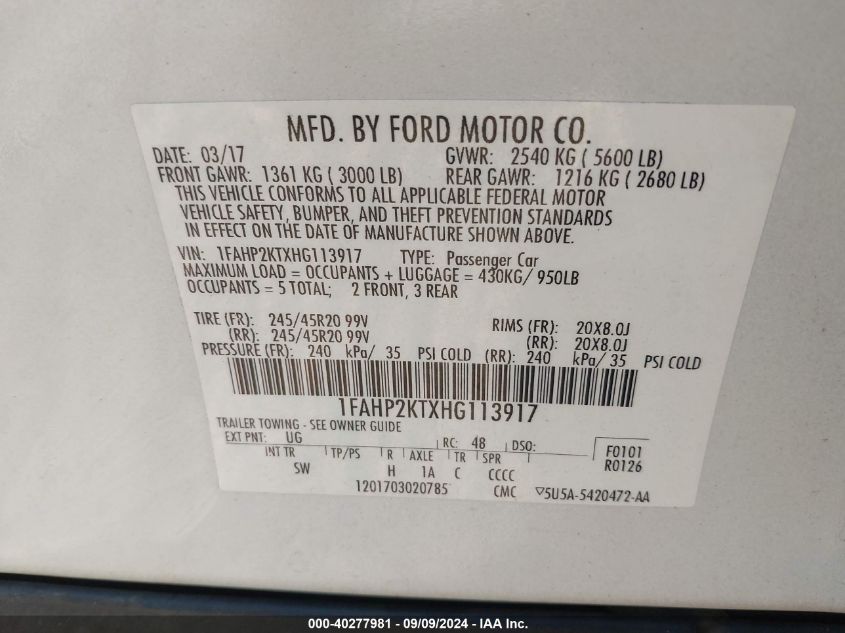 MFD. BY FORD MOTOR CO.
DATE: 03/17 GVWR: 2540 KG ( 5600 LB)
FRONT GAWR: 1361 KG ( 3000 LB) REAR GAWR: 1216 KG ( 2680 LB)
THIS VEHICLE CONFORMS TO ALL APPLICABLE FEDERAL MOTOR
VEHICLE SAFETY, BUMPER, AND THEFT PREVENTION STANDARDS
IN EFFECT ON THE DATE OF MANUFACTURE SHOWN ABOVE.
VIN: 1FAHP2KTXHG113917 TYPE: Passenger Car
MAXIMUM LOAD = OCCUPANTS + LUGGAGE = 430KG/ 950LB
OCCUPANTS = 5 TOTAL; 2 FRONT, 3 REAR
TIRE (FR): 245/45R20 99V RIMS (FR): 20X8.0J
(RR): 245/45R20 99V (RR): 20X8.0J
PRESSURE (FR): 240 kPa/ 35 PSI COLD (RR): 240 kPa/ 35 PSI COLD
1FAHP2KTXHG113917
TRAILER TOWING - SEE OWNER GUIDE
EXT PNT: UG RC: 48 DSO: F0101
INT TR TP/PS R AXLE TR SPR R0126
SW H 1A C CCCC
1201703020785 CMC ▽5U5A-5420472-AA
000-40277981 - 09/09/2024 - IAA Inc.